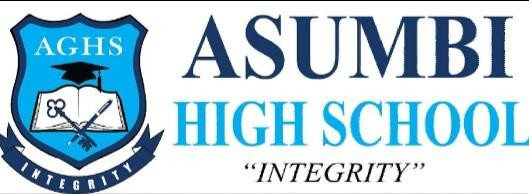 AGHS
INTEGRITY
ASUMBI
HIGH SCHOOL
“INTEGRITY”